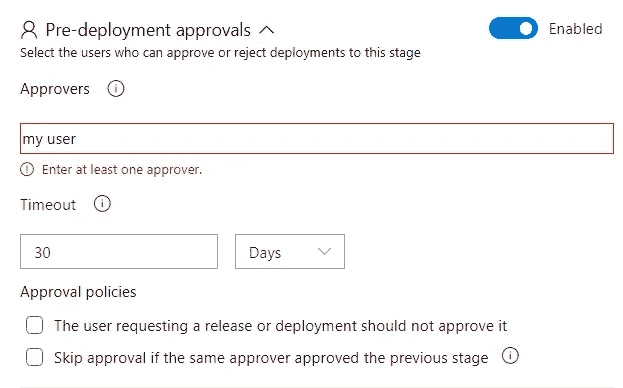 Pre-deployment approvals
Enabled
Select the users who can approve or reject deployments to this stage
Approvers
my user
Enter at least one approver.
Timeout
30
Days
Approval policies
The user requesting a release or deployment should not approve it
Skip approval if the same approver approved the previous stage